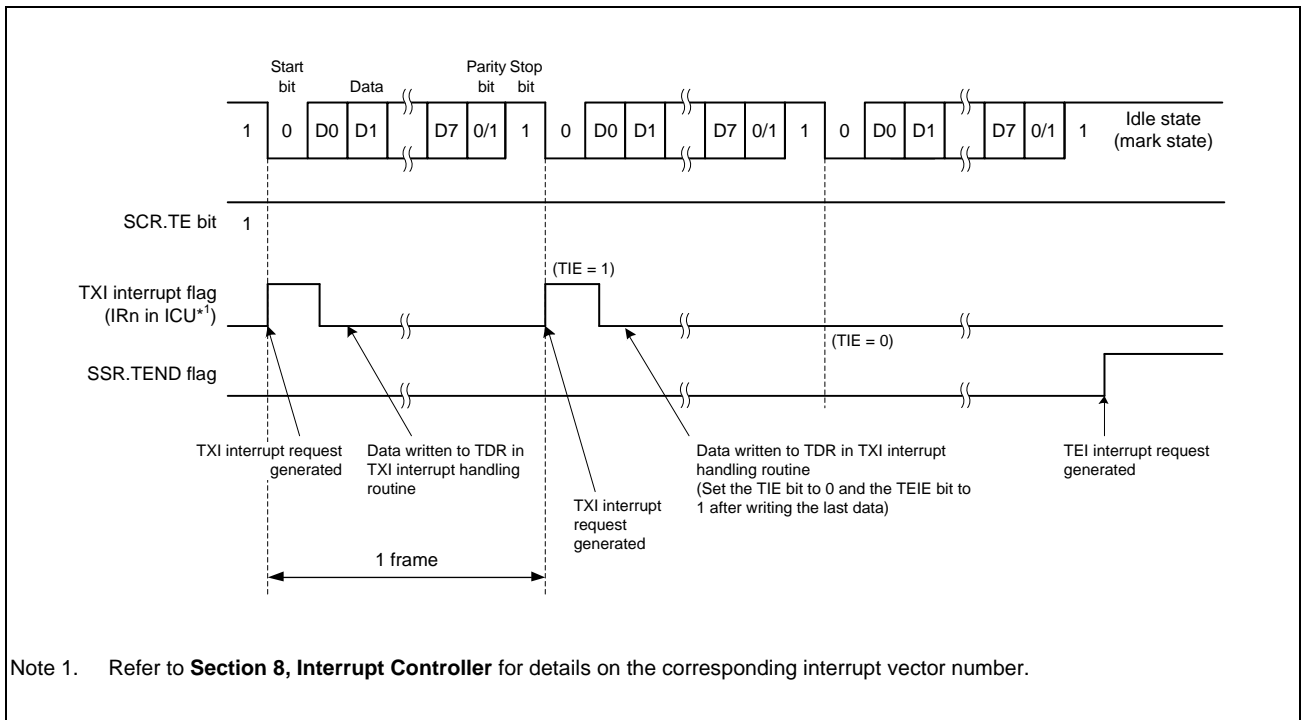 Start
bit
Data
Parity
bit
Stop
bit
1 0 D0 D1 D7 0/1 1 0 D0 D1 D7 0/1 1 0 D0 D1 D7 0/1 1
Idle state
(mark state)
SCR.TE bit 1
(TIE = 1)
TXI interrupt flag
(IRn in ICU*1)
(TIE = 0)
SSR.TEND flag
TXI interrupt request
generated
Data written to TDR in
TXI interrupt handling
routine
TXI interrupt
request
generated
Data written to TDR in TXI interrupt
handling routine
(Set the TIE bit to 0 and the TEIE bit to
1 after writing the last data)
TEI interrupt request
generated
1 frame
Note 1. Refer to Section 8, Interrupt Controller for details on the corresponding interrupt vector number.